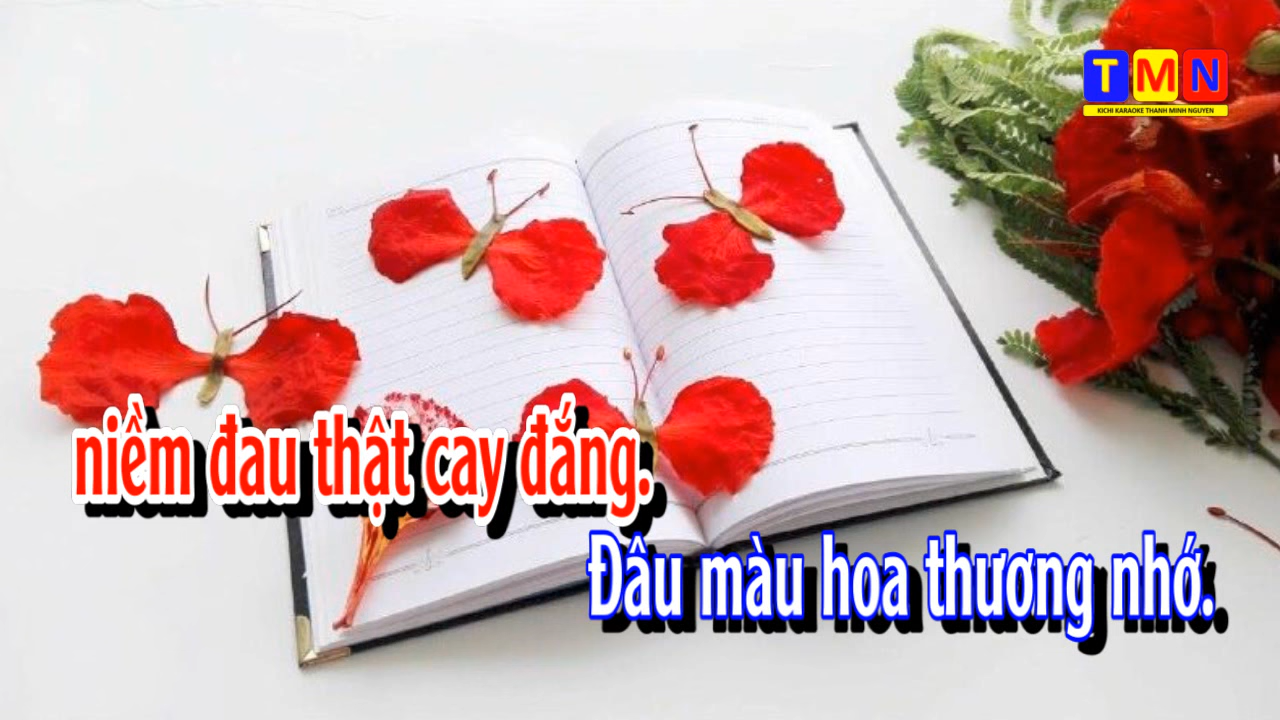 TMN
KICHI KARAOKE THANH MINH NGUYEN
niềm đau thật cay đắng.
Đâu màu hoa thương nhớ.